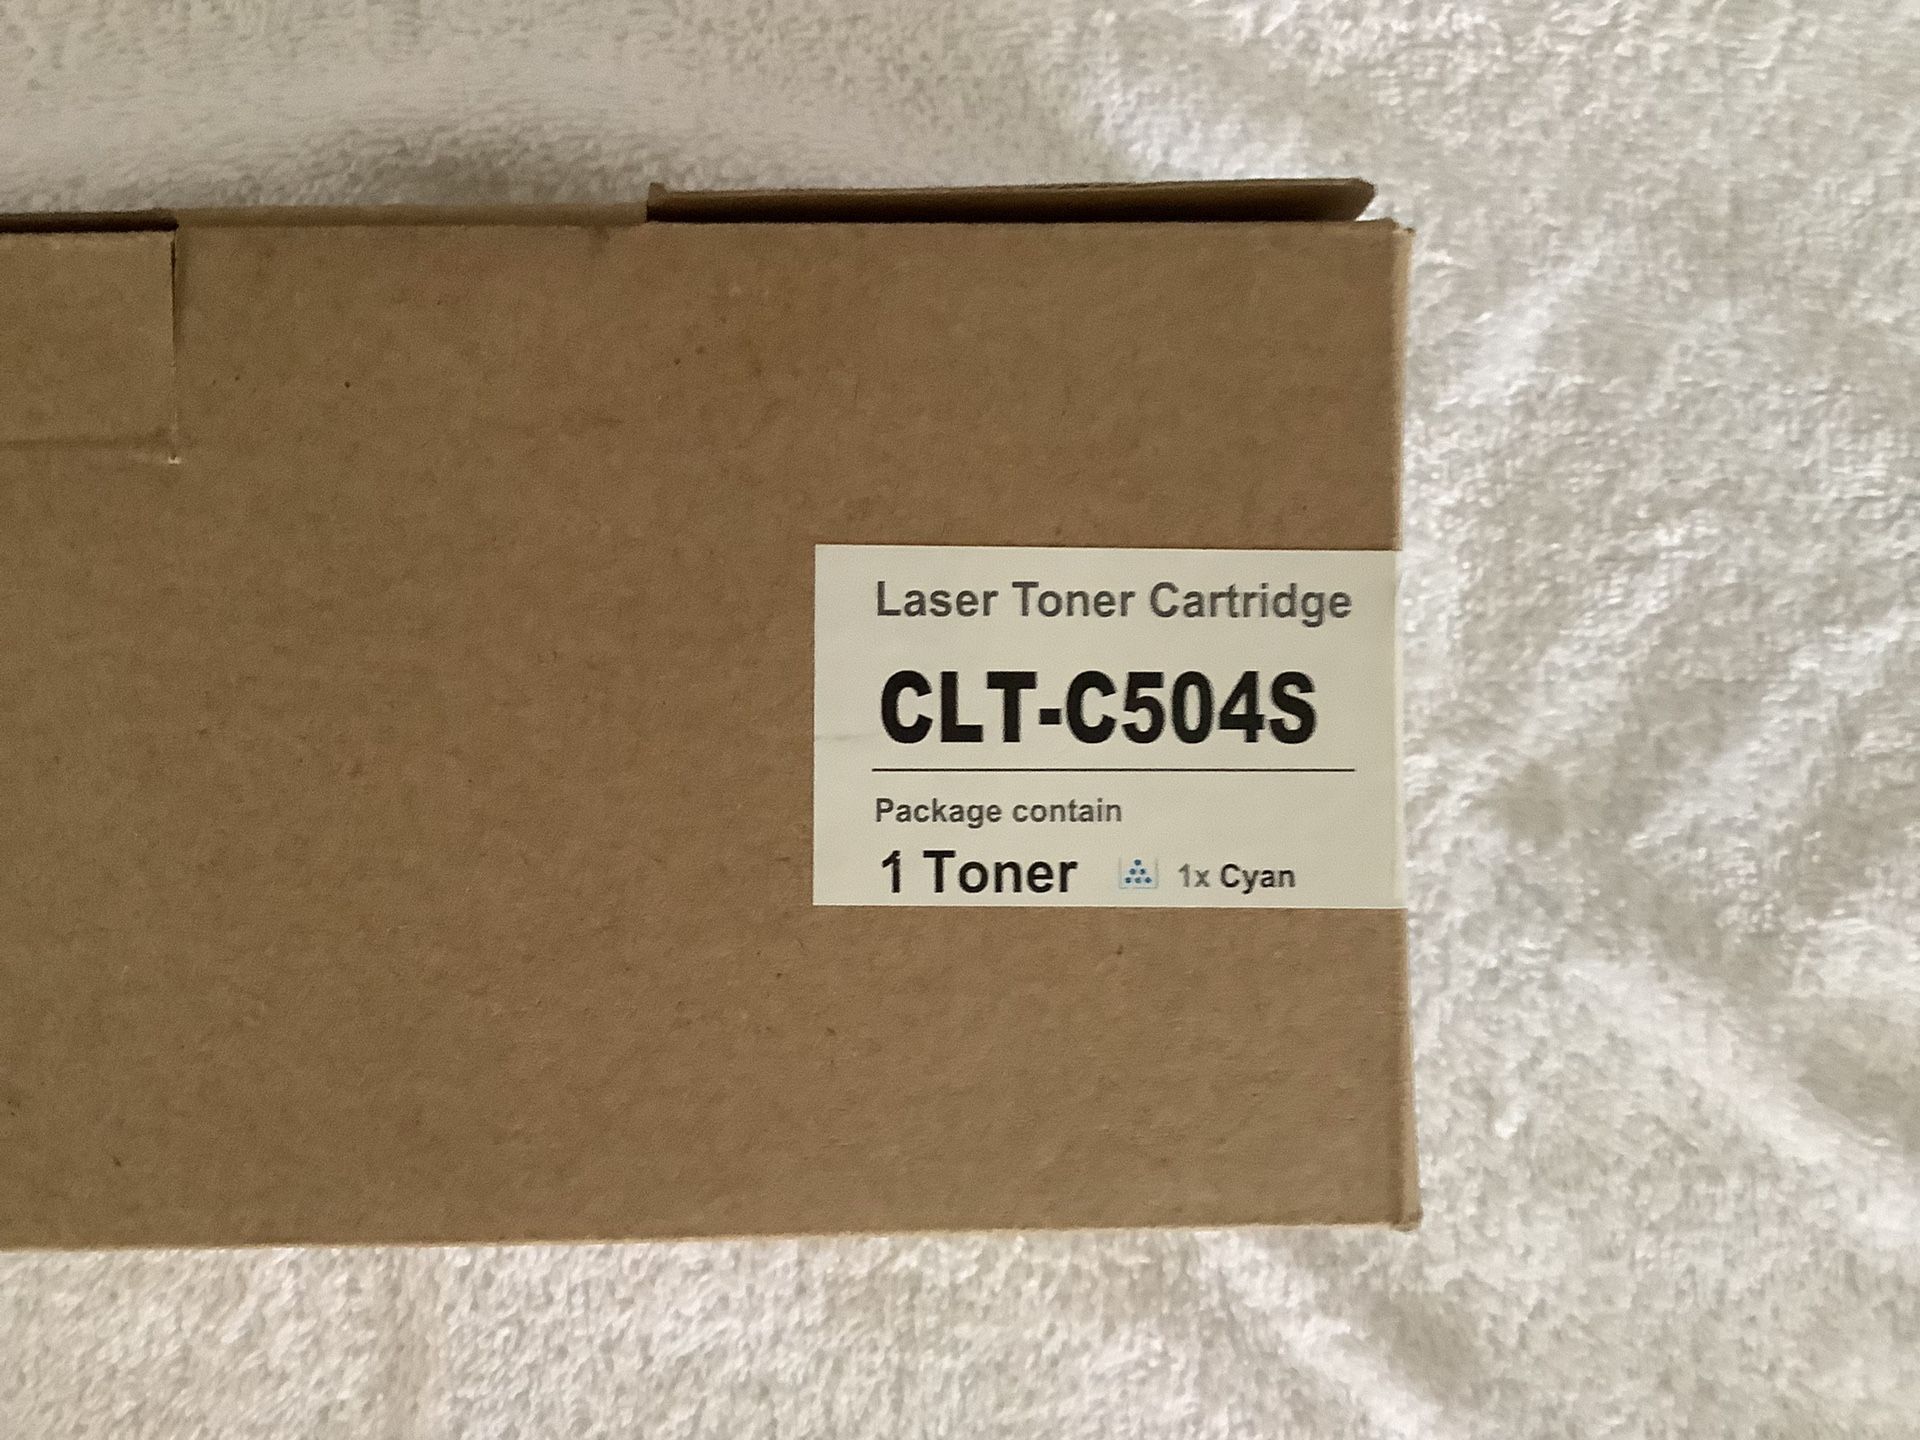 Laser Toner Cartridge
CLT-C504S
Package contain
1 Toner 1x Cyan